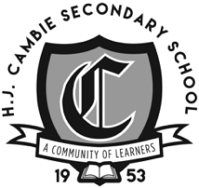 H.J. CAMBIE SECONDARY SCHOOL
C
A COMMUNITY OF LEARNERS
19 53